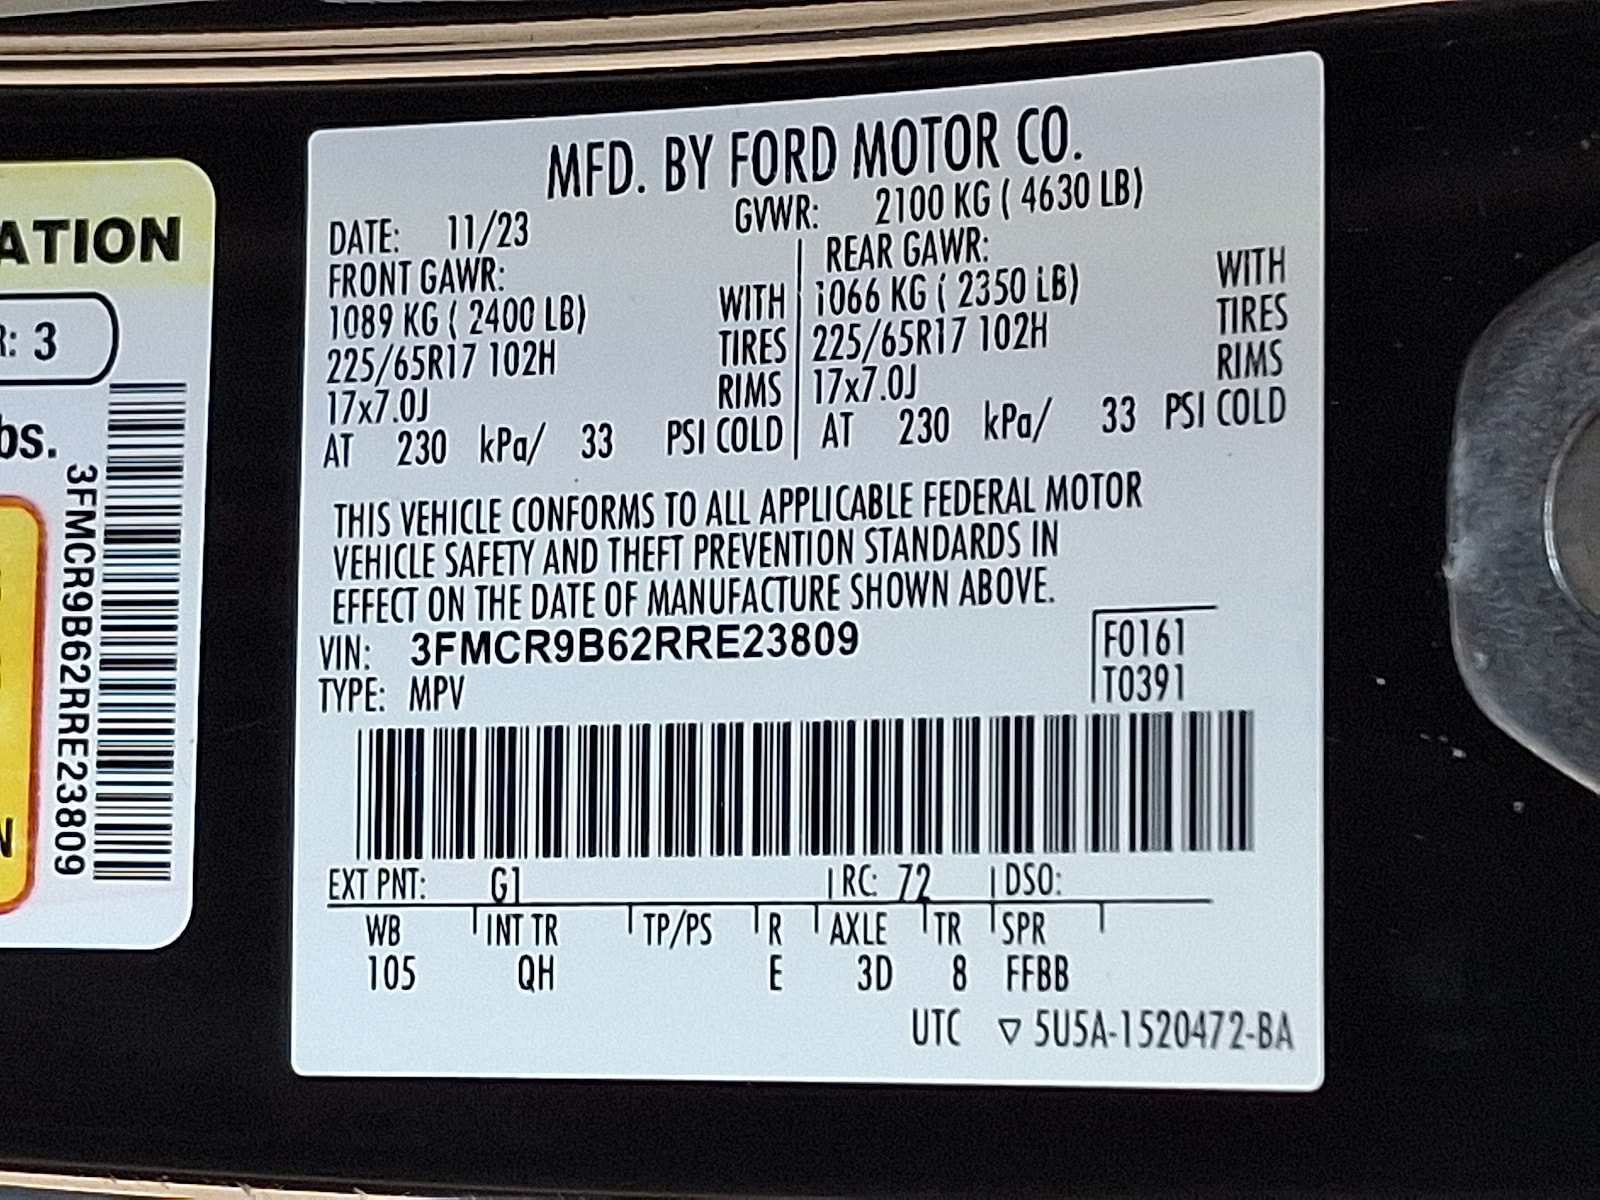 ATION
R: 3
bs.
3FMCR9B62RRE23809
N
MFD. BY FORD MOTOR CO.
DATE: 11/23 GVWR: 2100 KG ( 4630 LB)
FRONT GAWR: REAR GAWR:
1089 KG ( 2400 LB) WITH 1066 KG ( 2350 LB) WITH
225/65R17 102H TIRES 225/65R17 102H TIRES
17x7.0J RIMS 17x7.0J RIMS
AT 230 kPa/ 33 PSI COLD AT 230 kPa/ 33 PSI COLD
THIS VEHICLE CONFORMS TO ALL APPLICABLE FEDERAL MOTOR
VEHICLE SAFETY AND THEFT PREVENTION STANDARDS IN
EFFECT ON THE DATE OF MANUFACTURE SHOWN ABOVE.
VIN: 3FMCR9B62RRE23809 F0161
TYPE: MPV T0391
EXT PNT: G1 RC: 72 DSO:
WB INT TR TP/PS R AXLE TR SPR
105 QH E 3D 8 FFBB
UTC ▽ 5U5A-1520472-BA